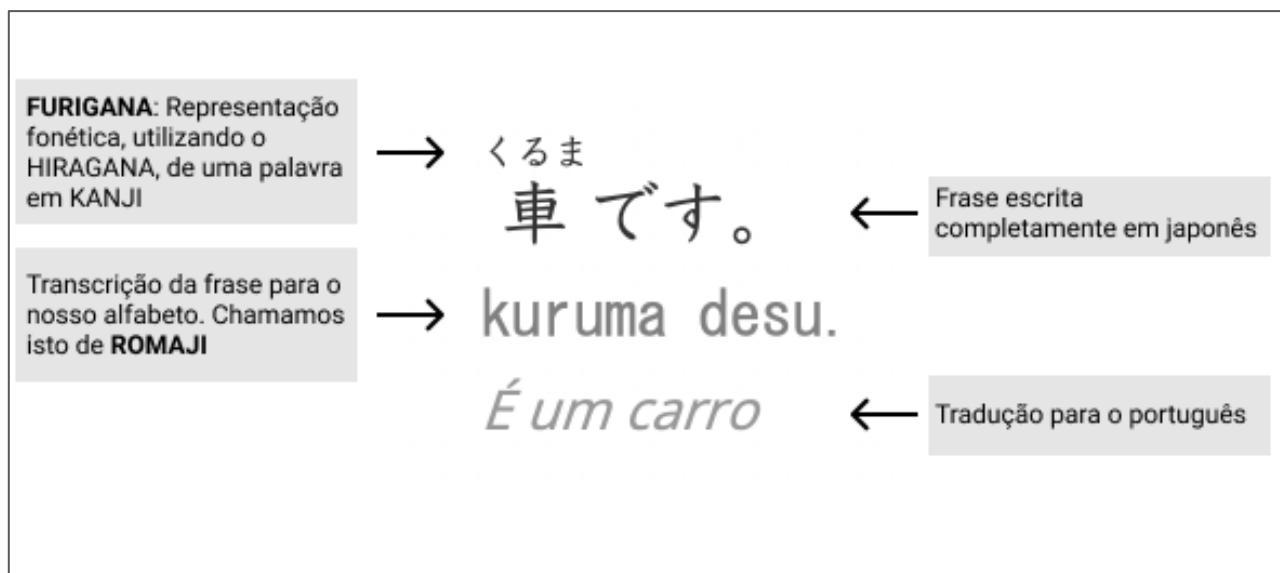 FURIGANA: Representação
fonética, utilizando o
HIRAGANA, de uma palavra
em KANJI
くるま
車 です。
Frase escrita
completamente em japonês
Transcrição da frase para o
nosso alfabeto. Chamamos
isto de ROMAJI
kuruma desu.
É um carro
Tradução para o português